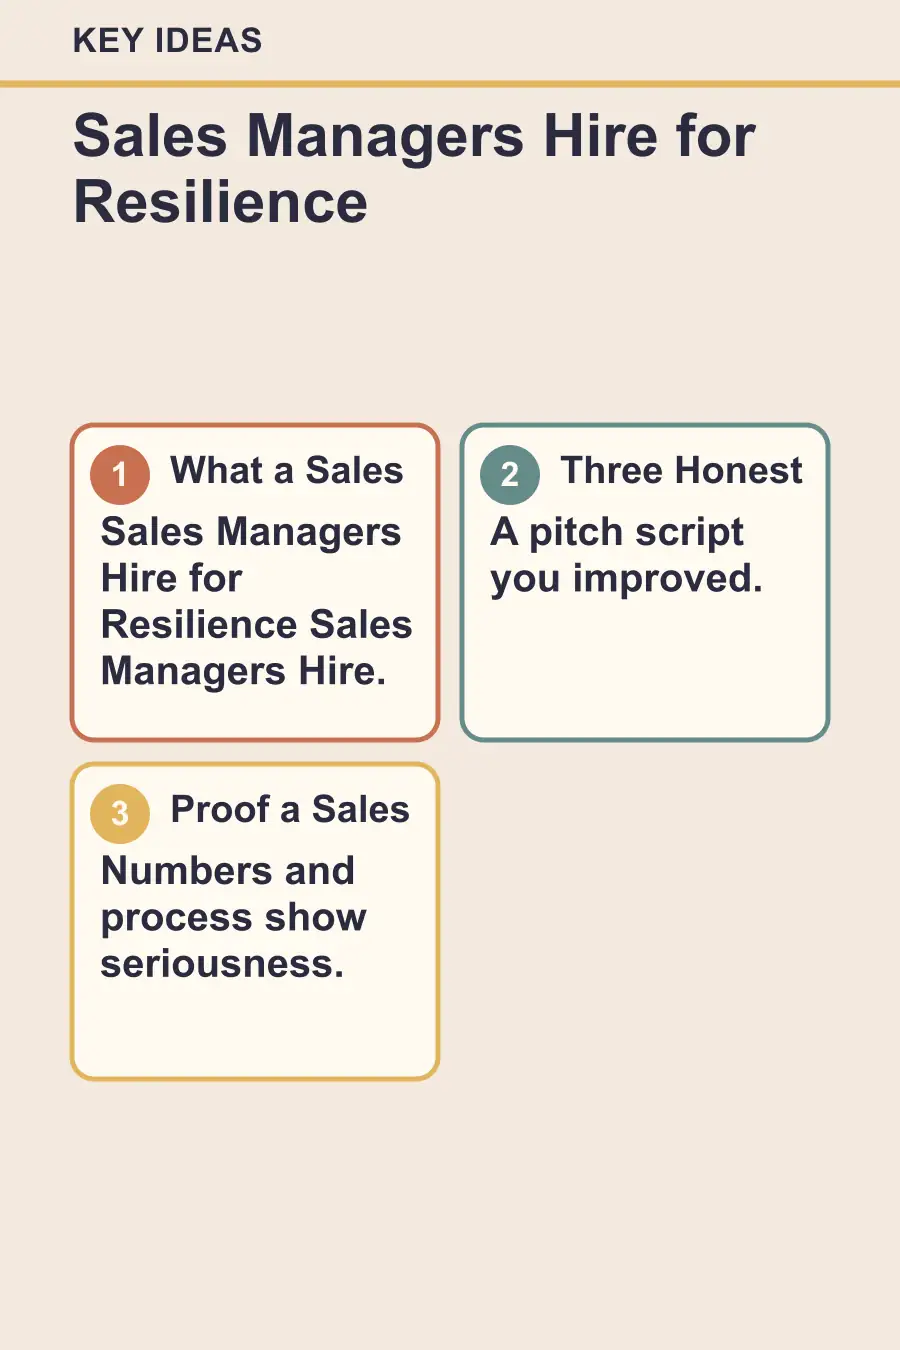 KEY IDEAS
Sales Managers Hire for
Resilience
1 What a Sales
Sales Managers
Hire for
Resilience Sales
Managers Hire.
2 Three Honest
A pitch script
you improved.
3 Proof a Sales
Numbers and
process show
seriousness.